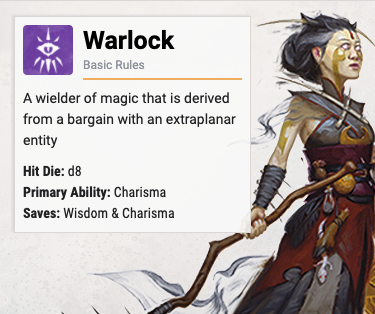 Warlock
Basic Rules
A wielder of magic that is derived
from a bargain with an extraplanar
entity
Hit Die: d8
Primary Ability: Charisma
Saves: Wisdom & Charisma